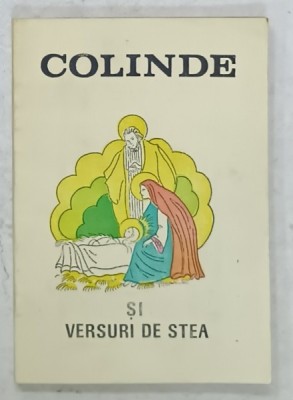 COLINDE
ȘI
VERSURI DE STEA